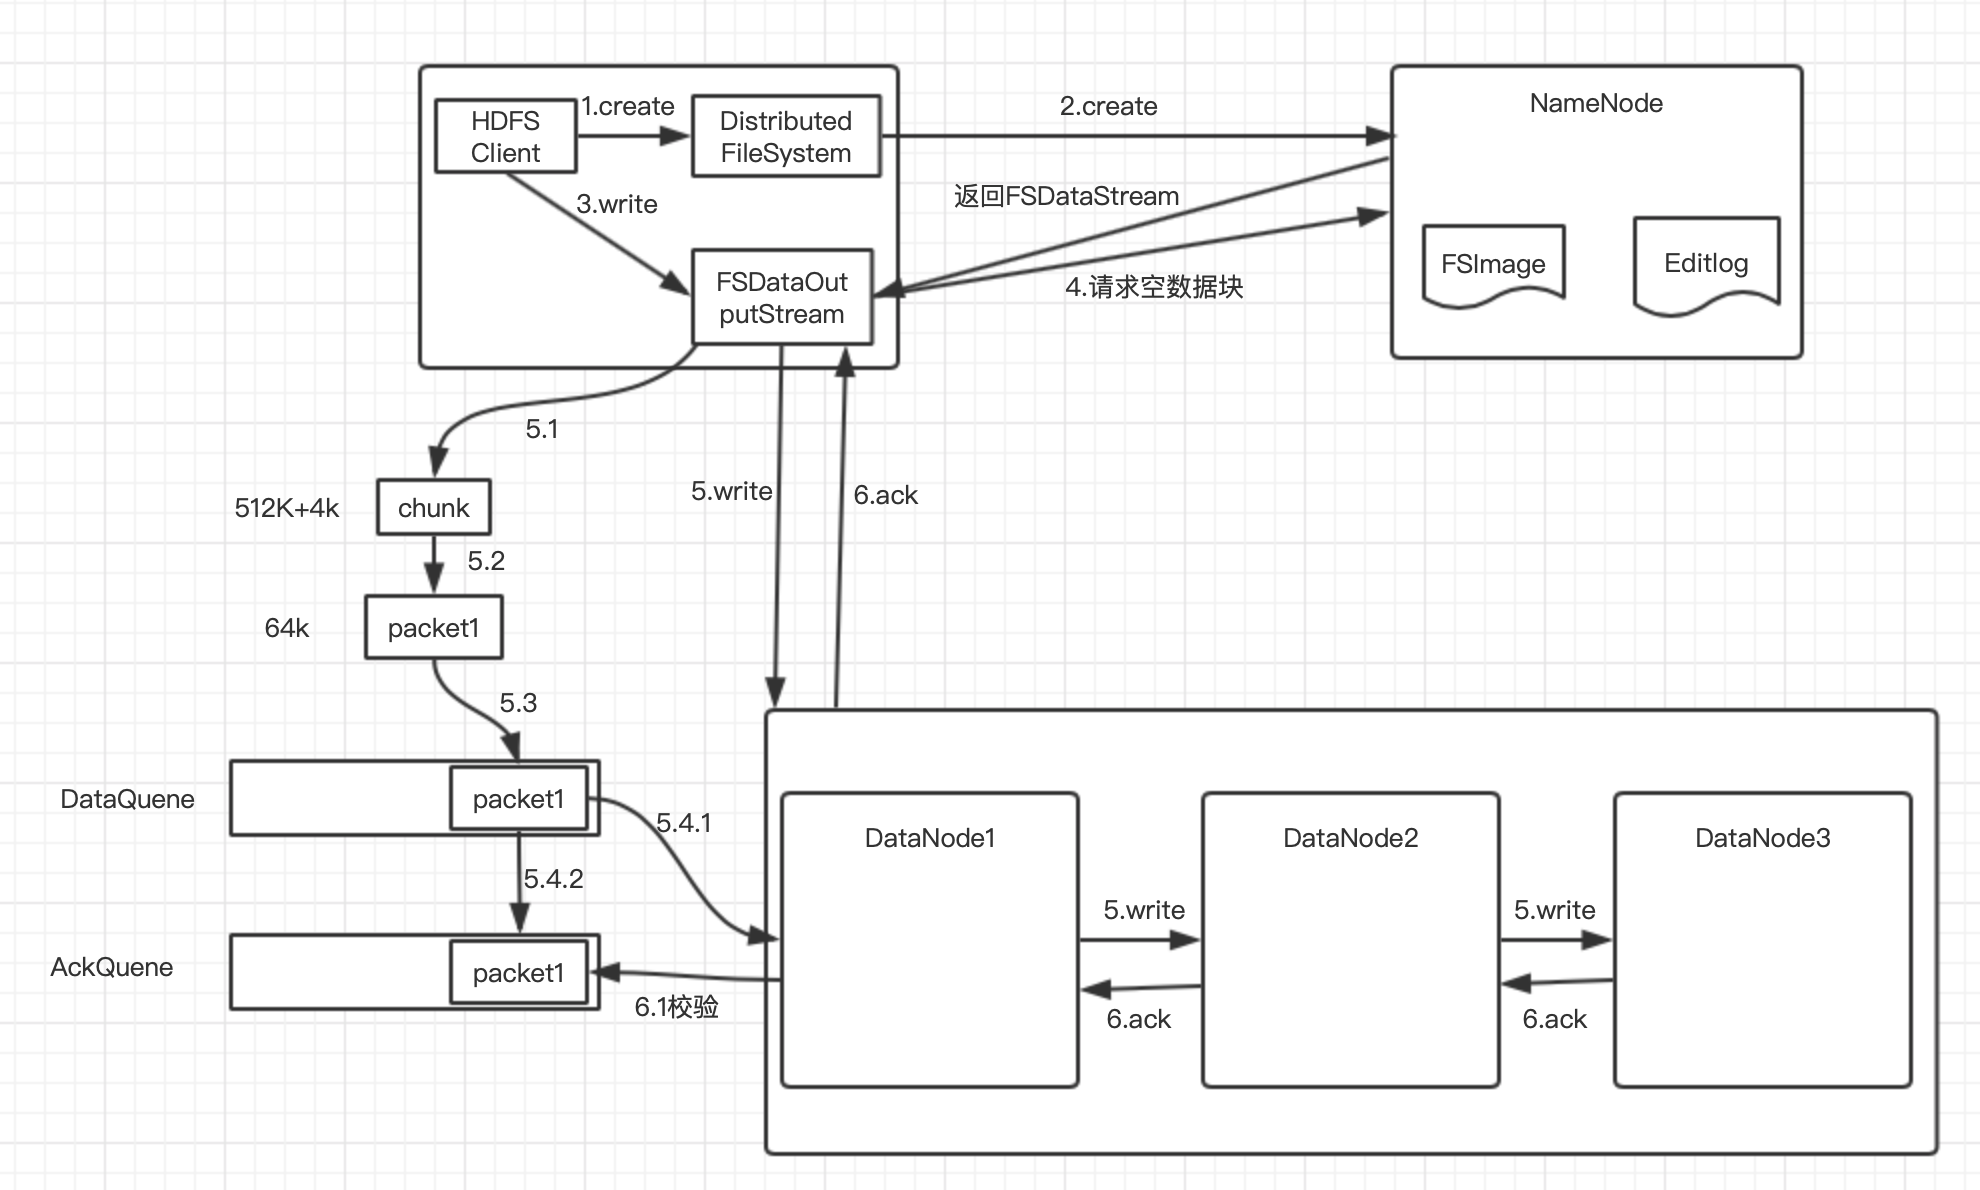 HDFS
Client
1.create
Distributed
FileSystem
2.create
NameNode
3.write
返回FSDataStream
FSDataOut
putStream
4.请求空数据块
FSImage
Editlog
5.1
512K+4k
chunk
5.write
6.ack
5.2
64k
packet1
5.3
DataQuene
packet1
5.4.1
5.4.2
AckQuene
packet1
6.1校验
DataNode1
DataNode2
DataNode3
5.write
5.write
6.ack
6.ack